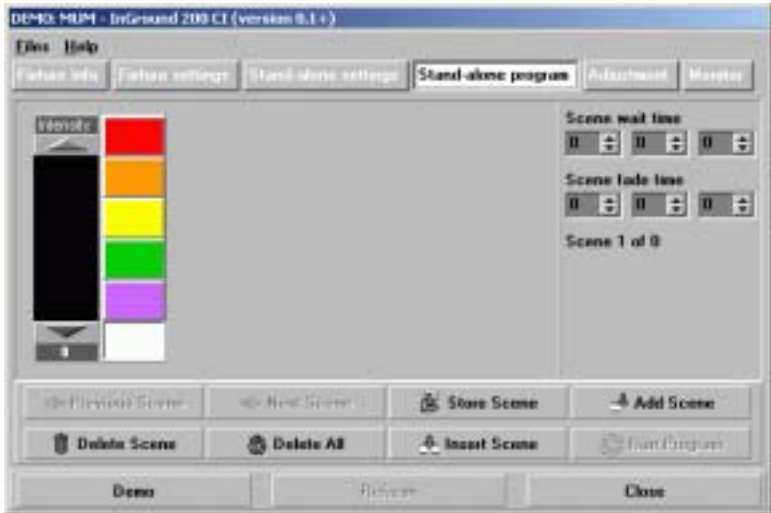 DEMO: MUM - InGround 200 CI (version 0.1+)
Files Help
Fixture info Fixture settings Stand-alone settings Stand-alone program Adjustment Monitor
Intensity
Scene wait time
0 0 0
Scene fade time
0 0 0
Scene 1 of 0
Previous Scene Next Scene Store Scene Add Scene
Delete Scene Delete All Insert Scene Run Program
Demo Close